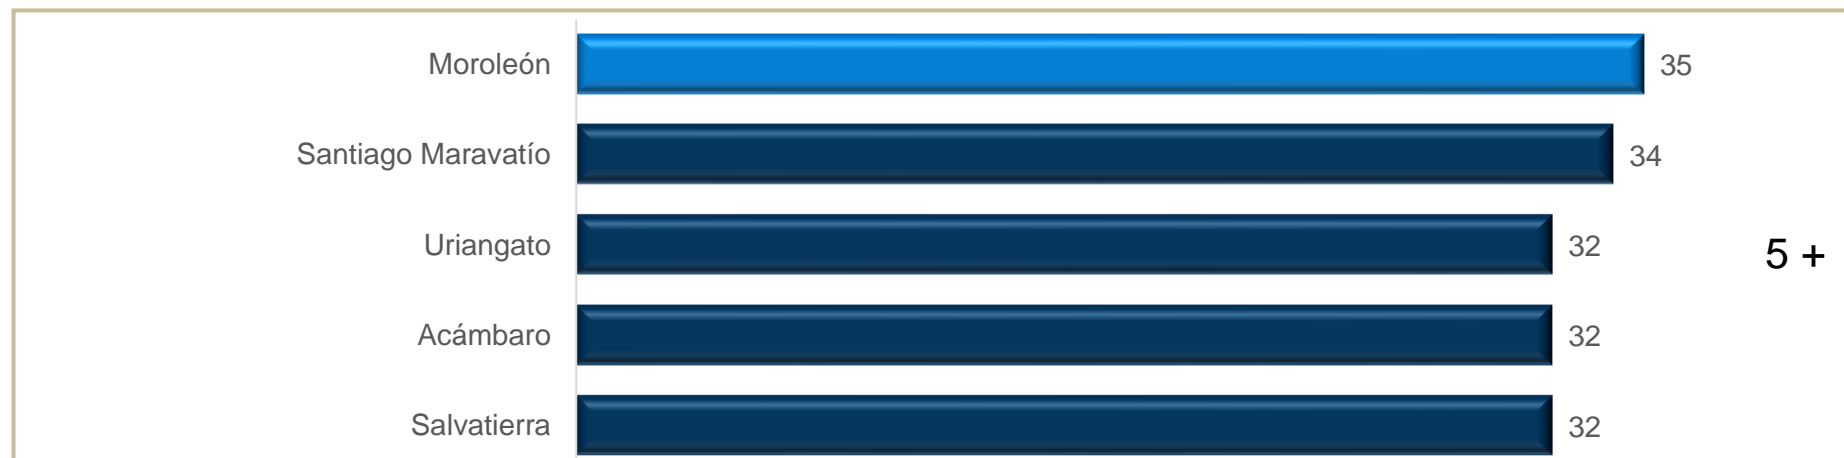 Moroleón 35
Santiago Maravatío 34
Uriangato 32
5 +
Acámbaro 32
Salvatierra 32